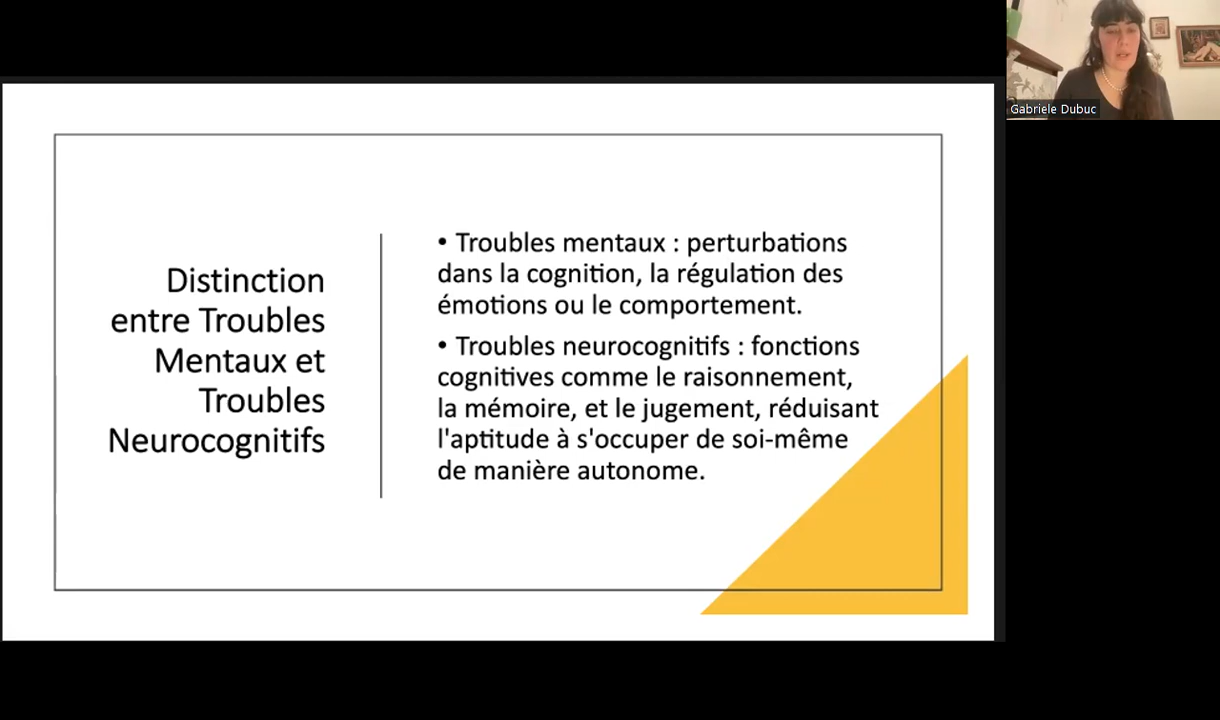 Distinction
entre Troubles
Mentaux et
Troubles
Neurocognitifs
• Troubles mentaux : perturbations
dans la cognition, la régulation des
émotions ou le comportement.
• Troubles neurocognitifs : fonctions
cognitives comme le raisonnement,
la mémoire, et le jugement, réduisant
l'aptitude à s'occuper de soi-même
de manière autonome.
Gabriele Dubuc